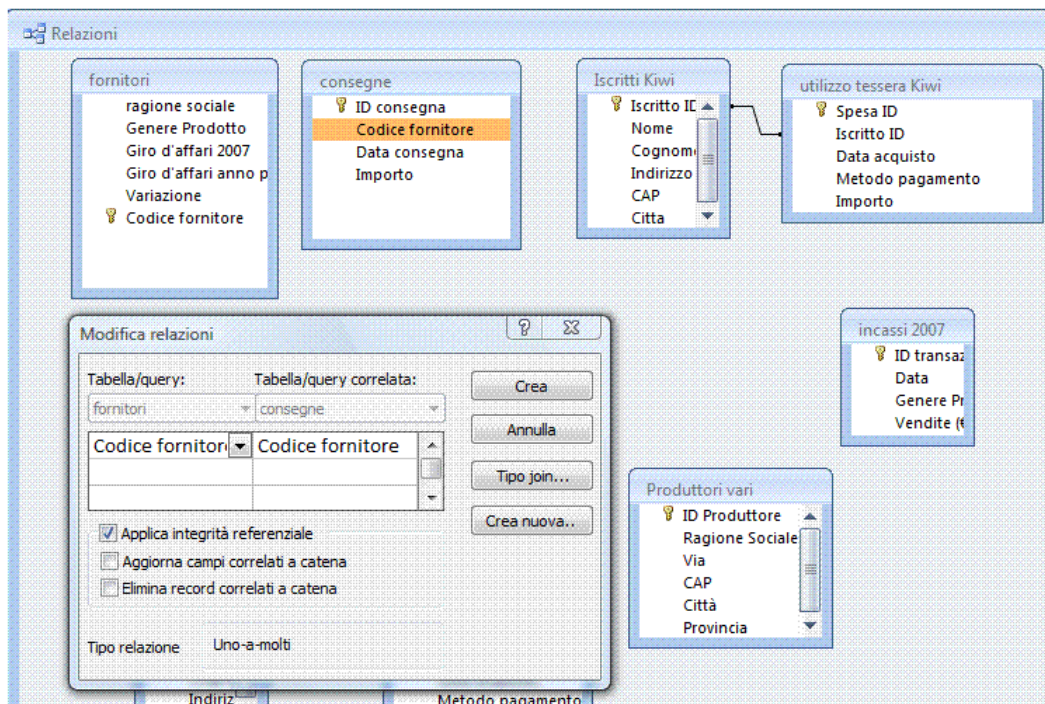 Relazioni
fornitori
ragione sociale
Genere Prodotto
Giro d'affari 2007
Giro d'affari anno p
Variazione
Codice fornitore
consegne
ID consegna
Codice fornitore
Data consegna
Importo
Iscritti Kiwi
Iscritto ID
Nome
Cognome
Indirizzo
CAP
Citta
utilizzo tessera Kiwi
Spesa ID
Iscritto ID
Data acquisto
Metodo pagamento
Importo
incassi 2007
ID transaz
Data
Genere Pr
Vendite (€
Produttori vari
ID Produttore
Ragione Sociale
Via
CAP
Città
Provincia
Modifica relazioni
?
Tabella/query: Tabella/query correlata:
fornitori consegne
Codice fornitor Codice fornitore
Applica integrità referenziale
Aggiorna campi correlati a catena
Elimina record correlati a catena
Tipo relazione Uno-a-molti
Crea
Annulla
Tipo join...
Crea nuova..
Indiriz
Metodo pagamento